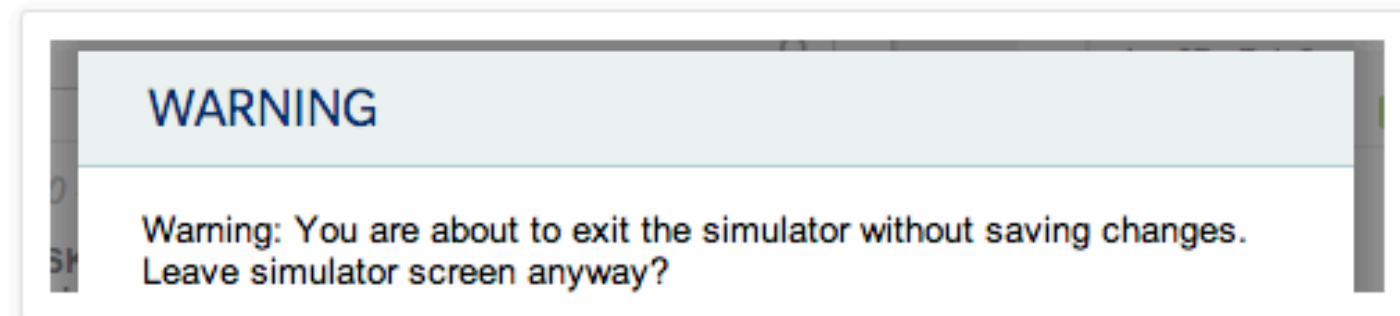 WARNING
Warning: You are about to exit the simulator without saving changes.
Leave simulator screen anyway?